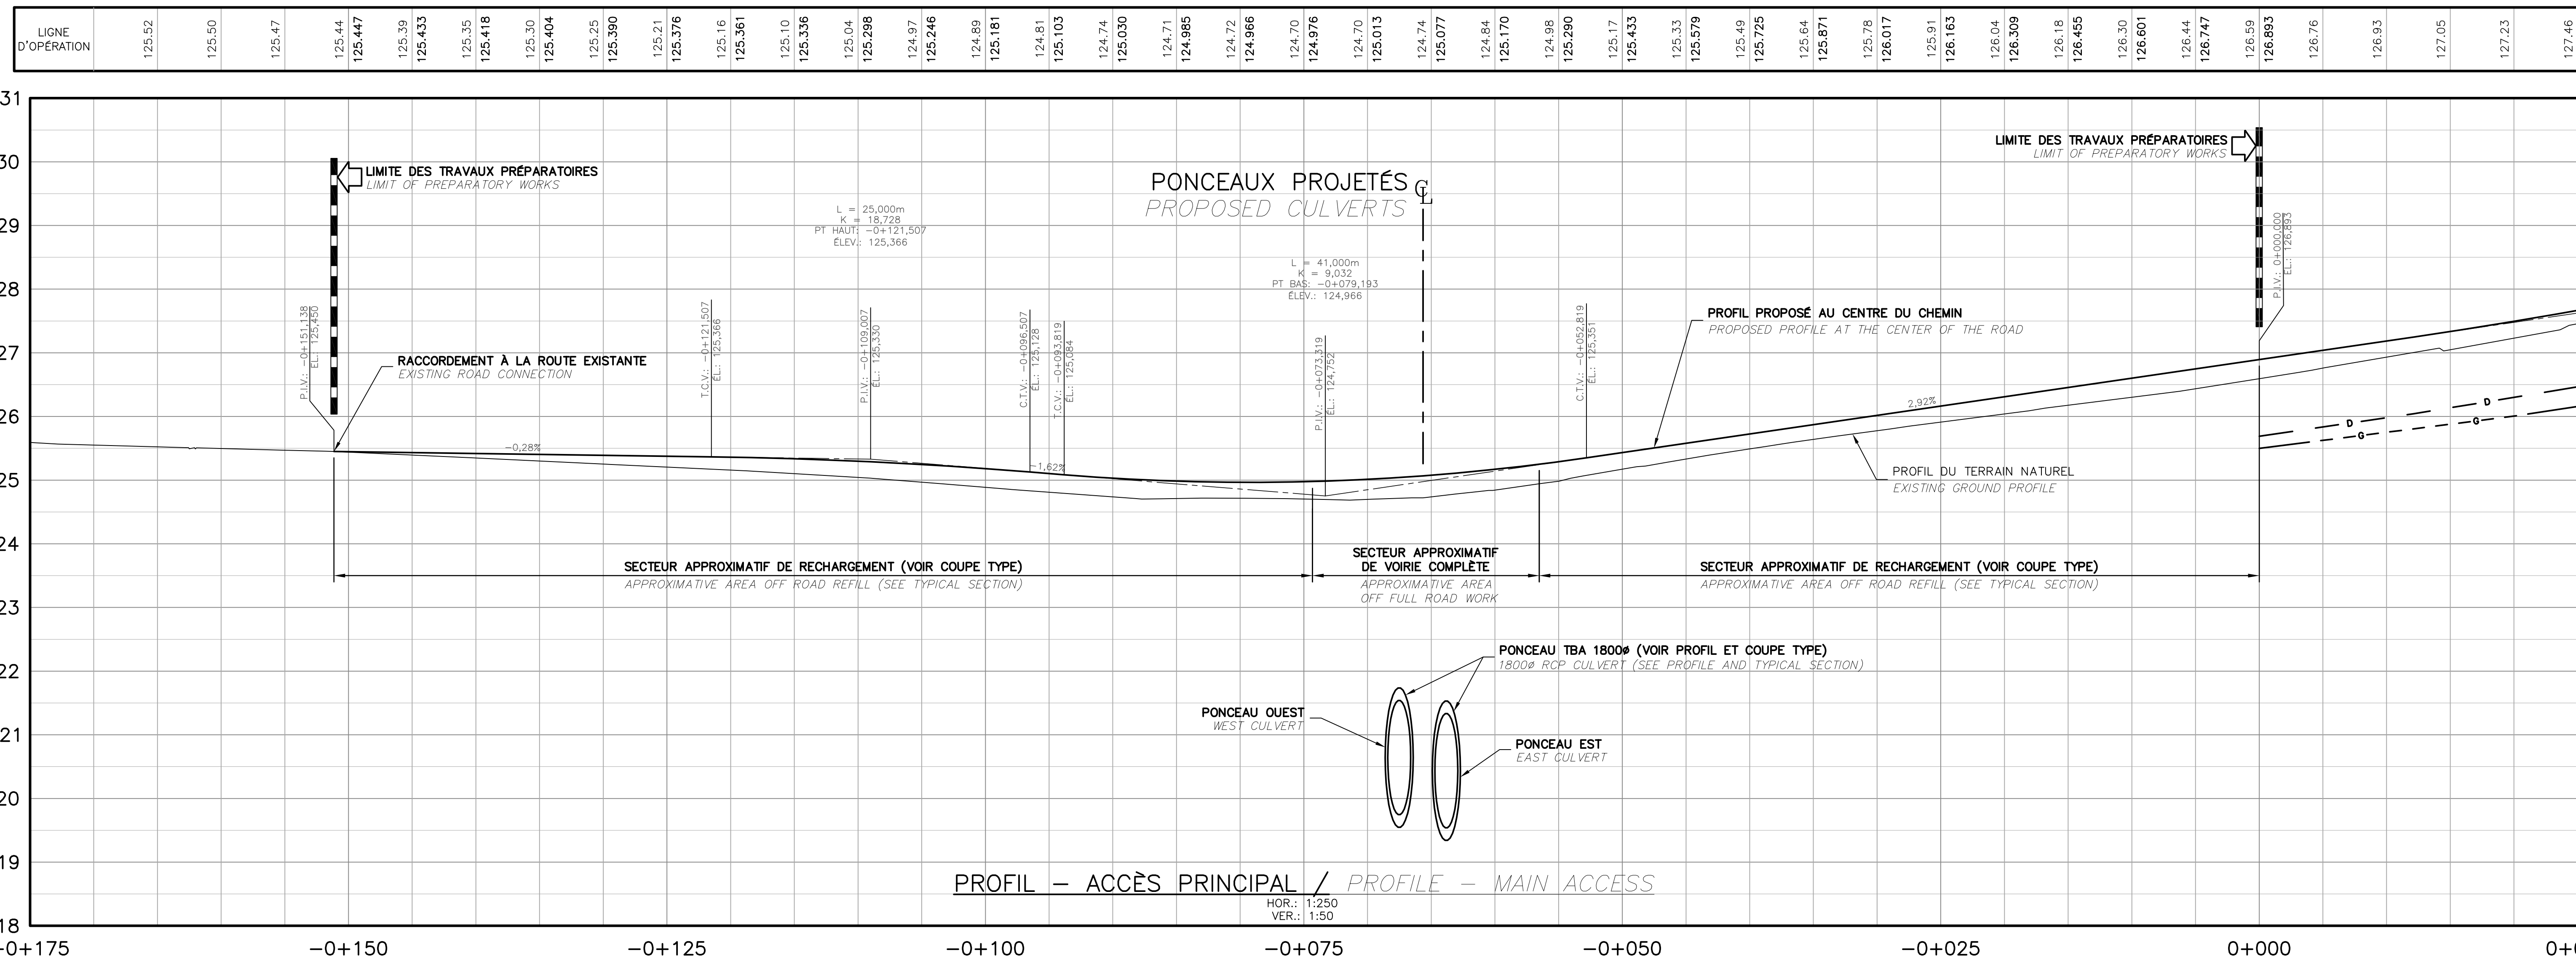 LIGNE
D'OPÉRATION
125.52
125.50
125.47
125.44
125.447
125.39
125.433
125.35
125.418
125.30
125.404
125.25
125.390
125.21
125.376
125.16
125.361
125.10
125.336
125.04
125.298
124.97
125.246
124.89
125.181
124.81
125.103
124.74
125.030
124.71
124.985
124.72
124.966
124.70
124.976
124.70
125.013
124.74
125.077
124.84
125.170
124.98
125.290
125.17
125.433
125.33
125.579
125.49
125.725
125.64
125.871
125.78
126.017
125.91
126.163
126.04
126.309
126.18
126.455
126.30
126.601
126.44
126.747
126.59
126.893
126.76
126.93
127.05
127.23
127.46
31
30
29
28
27
26
25
24
23
22
21
20
19
18
LIMITE DES TRAVAUX PRÉPARATOIRES
LIMIT OF PREPARATORY WORKS
LIMITE DES TRAVAUX PRÉPARATOIRES
LIMIT OF PREPARATORY WORKS
PONCEAUX PROJETÉS
PROPOSED CULVERTS
L = 25,000m
K = 18,728
PT HAUT: -0+121,507
ÉLEV.: 125,366
L = 41,000m
K = 9,032
PT BAS: -0+079,193
ÉLEV.: 124,966
P.I.V.: -0+151,138
ÉL.: 125,450
T.C.V.: -0+121,507
ÉL.: 125,366
P.I.V.: -0+109,007
ÉL.: 125,330
C.T.V.: -0+096,507
ÉL.: 125,128
T.C.V.: -0+093,819
ÉL.: 125,084
P.I.V.: -0+073,319
ÉL.: 124,752
C.T.V.: -0+052,819
ÉL.: 125,351
P.I.V.: 0+000,000
ÉL.: 126,893
RACCORDEMENT À LA ROUTE EXISTANTE
EXISTING ROAD CONNECTION
PROFIL PROPOSÉ AU CENTRE DU CHEMIN
PROPOSED PROFILE AT THE CENTER OF THE ROAD
-0,28%
-1,62%
2,92%
D
D
G
G
PROFIL DU TERRAIN NATUREL
EXISTING GROUND PROFILE
SECTEUR APPROXIMATIF DE RECHARGEMENT (VOIR COUPE TYPE)
APPROXIMATIVE AREA OFF ROAD REFILL (SEE TYPICAL SECTION)
SECTEUR APPROXIMATIF
DE VOIRIE COMPLÈTE
APPROXIMATIVE AREA
OFF FULL ROAD WORK
SECTEUR APPROXIMATIF DE RECHARGEMENT (VOIR COUPE TYPE)
APPROXIMATIVE AREA OFF ROAD REFILL (SEE TYPICAL SECTION)
PONCEAU TBA 1800ø (VOIR PROFIL ET COUPE TYPE)
1800ø RCP CULVERT (SEE PROFILE AND TYPICAL SECTION)
PONCEAU OUEST
WEST CULVERT
PONCEAU EST
EAST CULVERT
PROFIL - ACCÈS PRINCIPAL / PROFILE - MAIN ACCESS
HOR.: 1:250
VER.: 1:50
-0+175
-0+150
-0+125
-0+100
-0+075
-0+050
-0+025
0+000